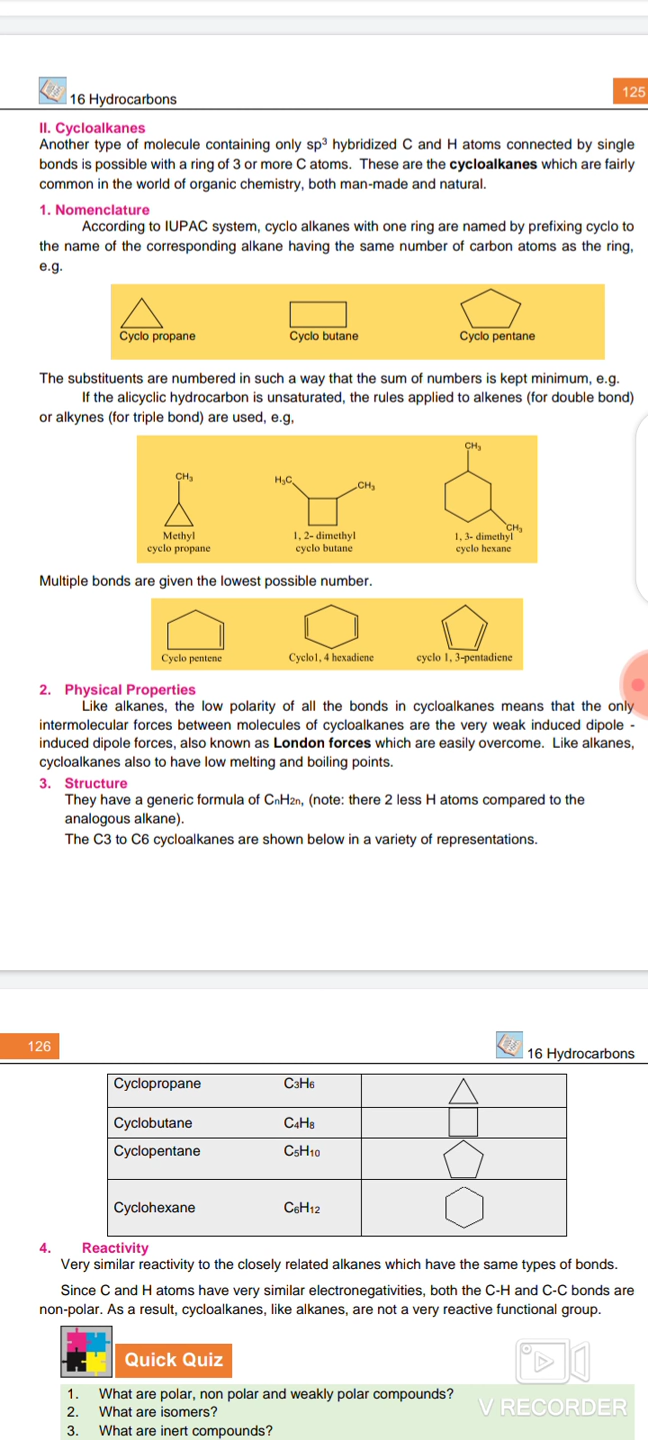 16 Hydrocarbons
125
II. Cycloalkanes
Another type of molecule containing only sp³ hybridized C and H atoms connected by single
bonds is possible with a ring of 3 or more C atoms. These are the cycloalkanes which are fairly
common in the world of organic chemistry, both man-made and natural.
1. Nomenclature
According to IUPAC system, cyclo alkanes with one ring are named by prefixing cyclo to
the name of the corresponding alkane having the same number of carbon atoms as the ring,
e.g.
Cyclo propane Cyclo butane Cyclo pentane
The substituents are numbered in such a way that the sum of numbers is kept minimum, e.g.
If the alicyclic hydrocarbon is unsaturated, the rules applied to alkenes (for double bond)
or alkynes (for triple bond) are used, e.g,
CH₃
CH₃ H₃C CH₃
CH₃
Methyl 1, 2- dimethyl 1, 3- dimethyl
cyclo propane cyclo butane cyclo hexane
Multiple bonds are given the lowest possible number.
Cyclo pentene Cyclo1, 4 hexadiene cyclo 1, 3-pentadiene
2. Physical Properties
Like alkanes, the low polarity of all the bonds in cycloalkanes means that the only
intermolecular forces between molecules of cycloalkanes are the very weak induced dipole -
induced dipole forces, also known as London forces which are easily overcome. Like alkanes,
cycloalkanes also to have low melting and boiling points.
3. Structure
They have a generic formula of CnH2n, (note: there 2 less H atoms compared to the
analogous alkane).
The C3 to C6 cycloalkanes are shown below in a variety of representations.
126
16 Hydrocarbons
Cyclopropane C₃H₆
Cyclobutane C₄H₈
Cyclopentane C₅H₁₀
Cyclohexane C₆H₁₂
4. Reactivity
Very similar reactivity to the closely related alkanes which have the same types of bonds.
Since C and H atoms have very similar electronegativities, both the C-H and C-C bonds are
non-polar. As a result, cycloalkanes, like alkanes, are not a very reactive functional group.
Quick Quiz
1. What are polar, non polar and weakly polar compounds?
2. What are isomers?
3. What are inert compounds?
V RECORDER